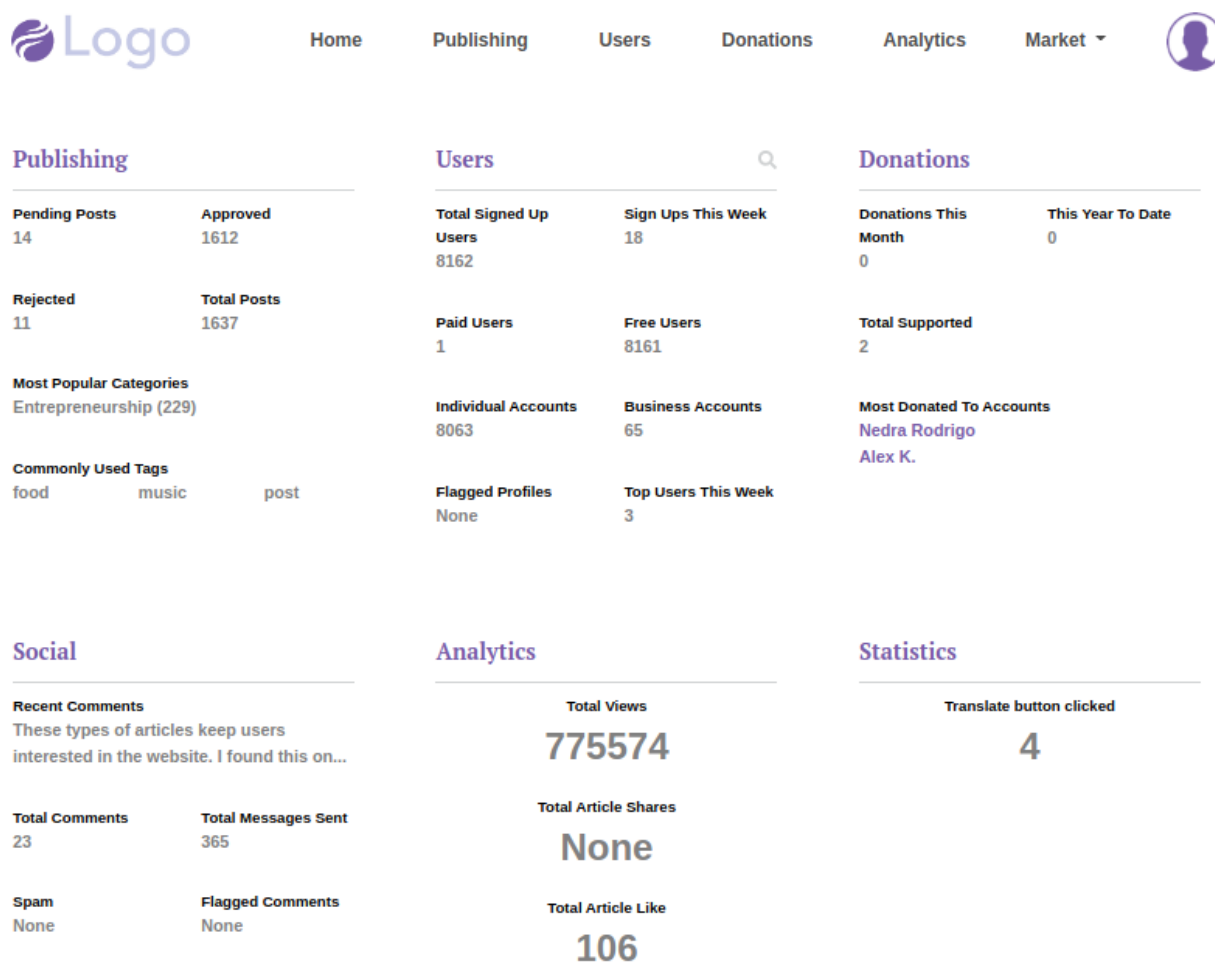 Logo
Home Publishing Users Donations Analytics Market
Publishing
Pending Posts Approved
14 1612
Rejected Total Posts
11 1637
Most Popular Categories
Entrepreneurship (229)
Commonly Used Tags
food music post
Users
Total Signed Up Users Sign Ups This Week
8162 18
Paid Users Free Users
1 8161
Individual Accounts Business Accounts
8063 65
Flagged Profiles Top Users This Week
None 3
Donations
Donations This Month This Year To Date
0 0
Total Supported
2
Most Donated To Accounts
Nedra Rodrigo
Alex K.
Social
Recent Comments
These types of articles keep users
interested in the website. I found this on...
Total Comments Total Messages Sent
23 365
Spam Flagged Comments
None None
Analytics
Total Views
775574
Total Article Shares
None
Total Article Like
106
Statistics
Translate button clicked
4